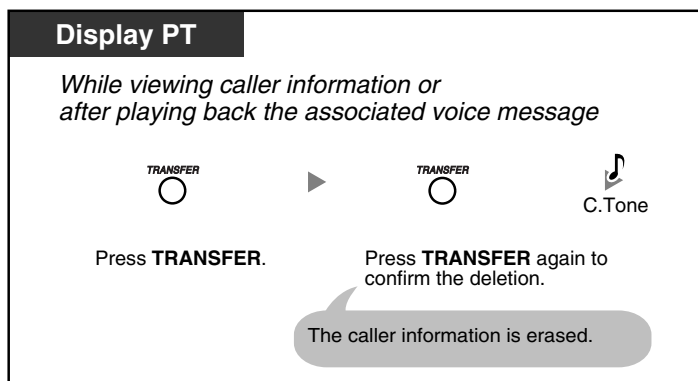 Display PT
While viewing caller information or
after playing back the associated voice message
TRANSFER
TRANSFER
C.Tone
Press TRANSFER.
Press TRANSFER again to
confirm the deletion.
The caller information is erased.